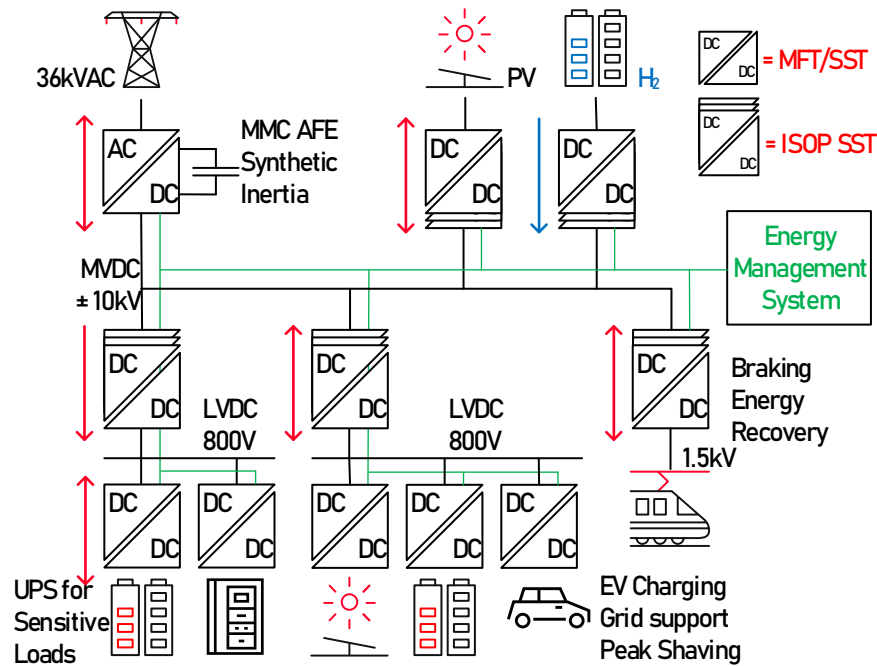 36kVAC
PV
H₂
DC
DC
= MFT/SST
DC
DC
= ISOP SST
AC
DC
MMC AFE
Synthetic
Inertia
DC
DC
DC
DC
MVDC
± 10kV
Energy
Management
System
DC
DC
DC
DC
DC
DC
Braking
Energy
Recovery
LVDC
800V
LVDC
800V
1.5kV
DC
DC
DC
DC
DC
DC
DC
DC
DC
DC
UPS for
Sensitive
Loads
EV Charging
Grid support
Peak Shaving